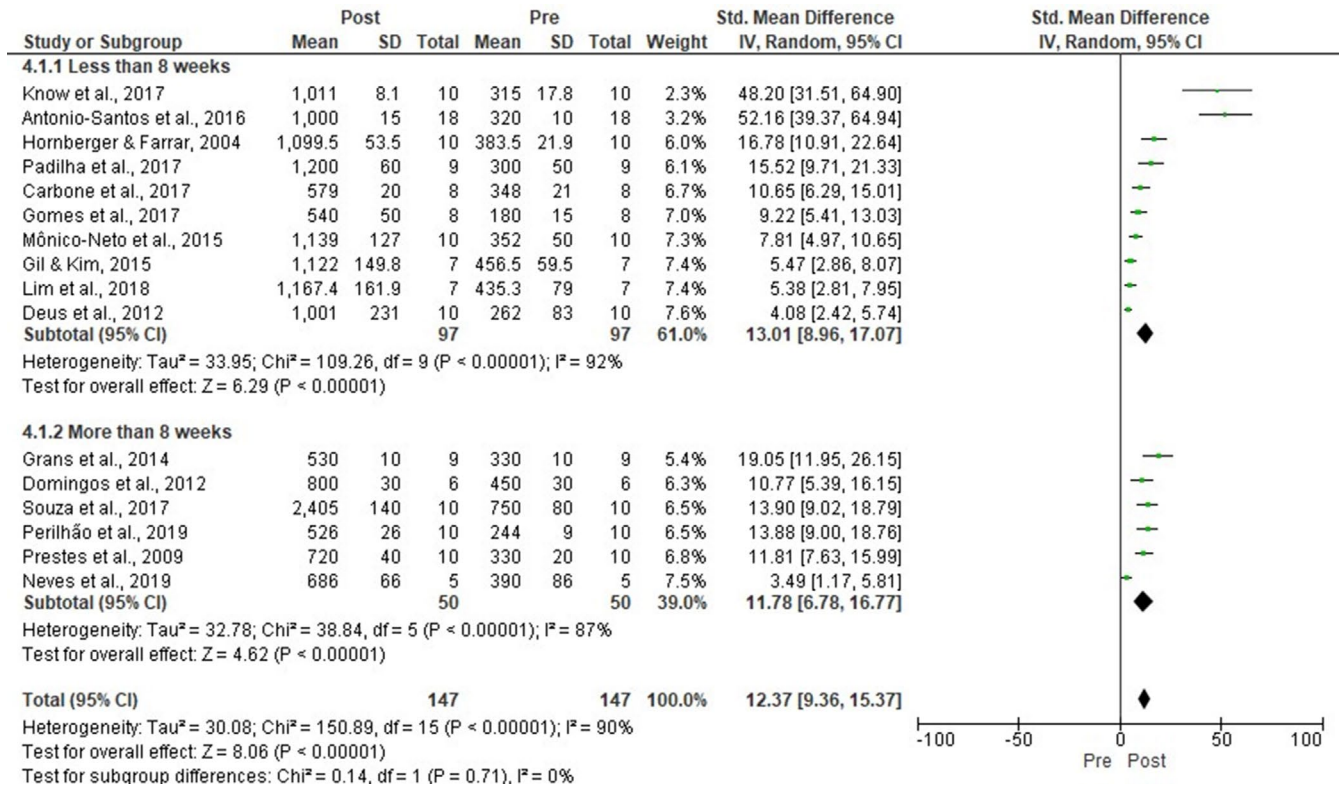 Post Pre Std. Mean Difference Std. Mean Difference
Study or Subgroup Mean SD Total Mean SD Total Weight IV, Random, 95% CI IV, Random, 95% CI
4.1.1 Less than 8 weeks
Know et al., 2017 1,011 8.1 10 315 17.8 10 2.3% 48.20 [31.51, 64.90]
Antonio-Santos et al., 2016 1,000 15 18 320 10 18 3.2% 52.16 [39.37, 64.94]
Hornberger & Farrar, 2004 1,099.5 53.5 10 383.5 21.9 10 6.0% 16.78 [10.91, 22.64]
Padilha et al., 2017 1,200 60 9 300 50 9 6.1% 15.52 [9.71, 21.33]
Carbone et al., 2017 579 20 8 348 21 8 6.7% 10.65 [6.29, 15.01]
Gomes et al., 2017 540 50 8 180 15 8 7.0% 9.22 [5.41, 13.03]
Mônico-Neto et al., 2015 1,139 127 10 352 50 10 7.3% 7.81 [4.97, 10.65]
Gil & Kim, 2015 1,122 149.8 7 456.5 59.5 7 7.4% 5.47 [2.86, 8.07]
Lim et al., 2018 1,167.4 161.9 7 435.3 79 7 7.4% 5.38 [2.81, 7.95]
Deus et al., 2012 1,001 231 10 262 83 10 7.6% 4.08 [2.42, 5.74]
Subtotal (95% CI) 97 97 61.0% 13.01 [8.96, 17.07]
Heterogeneity: Tau² = 33.95; Chi² = 109.26, df = 9 (P < 0.00001); I² = 92%
Test for overall effect: Z = 6.29 (P < 0.00001)
4.1.2 More than 8 weeks
Grans et al., 2014 530 10 9 330 10 9 5.4% 19.05 [11.95, 26.15]
Domingos et al., 2012 800 30 6 450 30 6 6.3% 10.77 [5.39, 16.15]
Souza et al., 2017 2,405 140 10 750 80 10 6.5% 13.90 [9.02, 18.79]
Perilhão et al., 2019 526 26 10 244 9 10 6.5% 13.88 [9.00, 18.76]
Prestes et al., 2009 720 40 10 330 20 10 6.8% 11.81 [7.63, 15.99]
Neves et al., 2019 686 66 5 390 86 5 7.5% 3.49 [1.17, 5.81]
Subtotal (95% CI) 50 50 39.0% 11.78 [6.78, 16.77]
Heterogeneity: Tau² = 32.78; Chi² = 38.84, df = 5 (P < 0.00001); I² = 87%
Test for overall effect: Z = 4.62 (P < 0.00001)
Total (95% CI) 147 147 100.0% 12.37 [9.36, 15.37]
Heterogeneity: Tau² = 30.08; Chi² = 150.89, df = 15 (P < 0.00001); I² = 90%
Test for overall effect: Z = 8.06 (P < 0.00001)
Test for subgroup differences: Chi² = 0.14, df = 1 (P = 0.71), I² = 0%
-100 -50 0 50 100
Pre Post